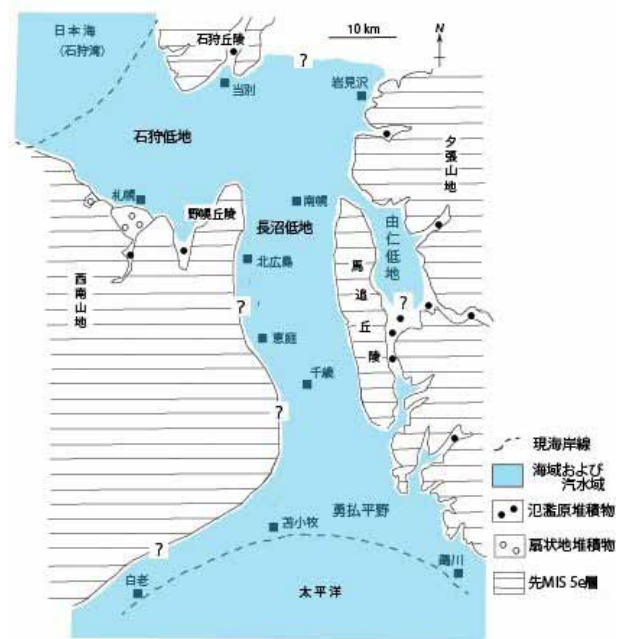 日本海
(石狩湾)
石狩丘陵
10 km
N
?
当別
岩見沢
石狩低地
夕張山地
札幌
野幌丘陵
南幌
長沼低地
由仁低地
北広島
馬追丘陵
西南山地
?
?
恵庭
千歳
?
現海岸線
海域および
汽水域
勇払平野
氾濫原堆積物
苫小牧
?
扇状地堆積物
鵡川
白老
太平洋
先MIS 5e層